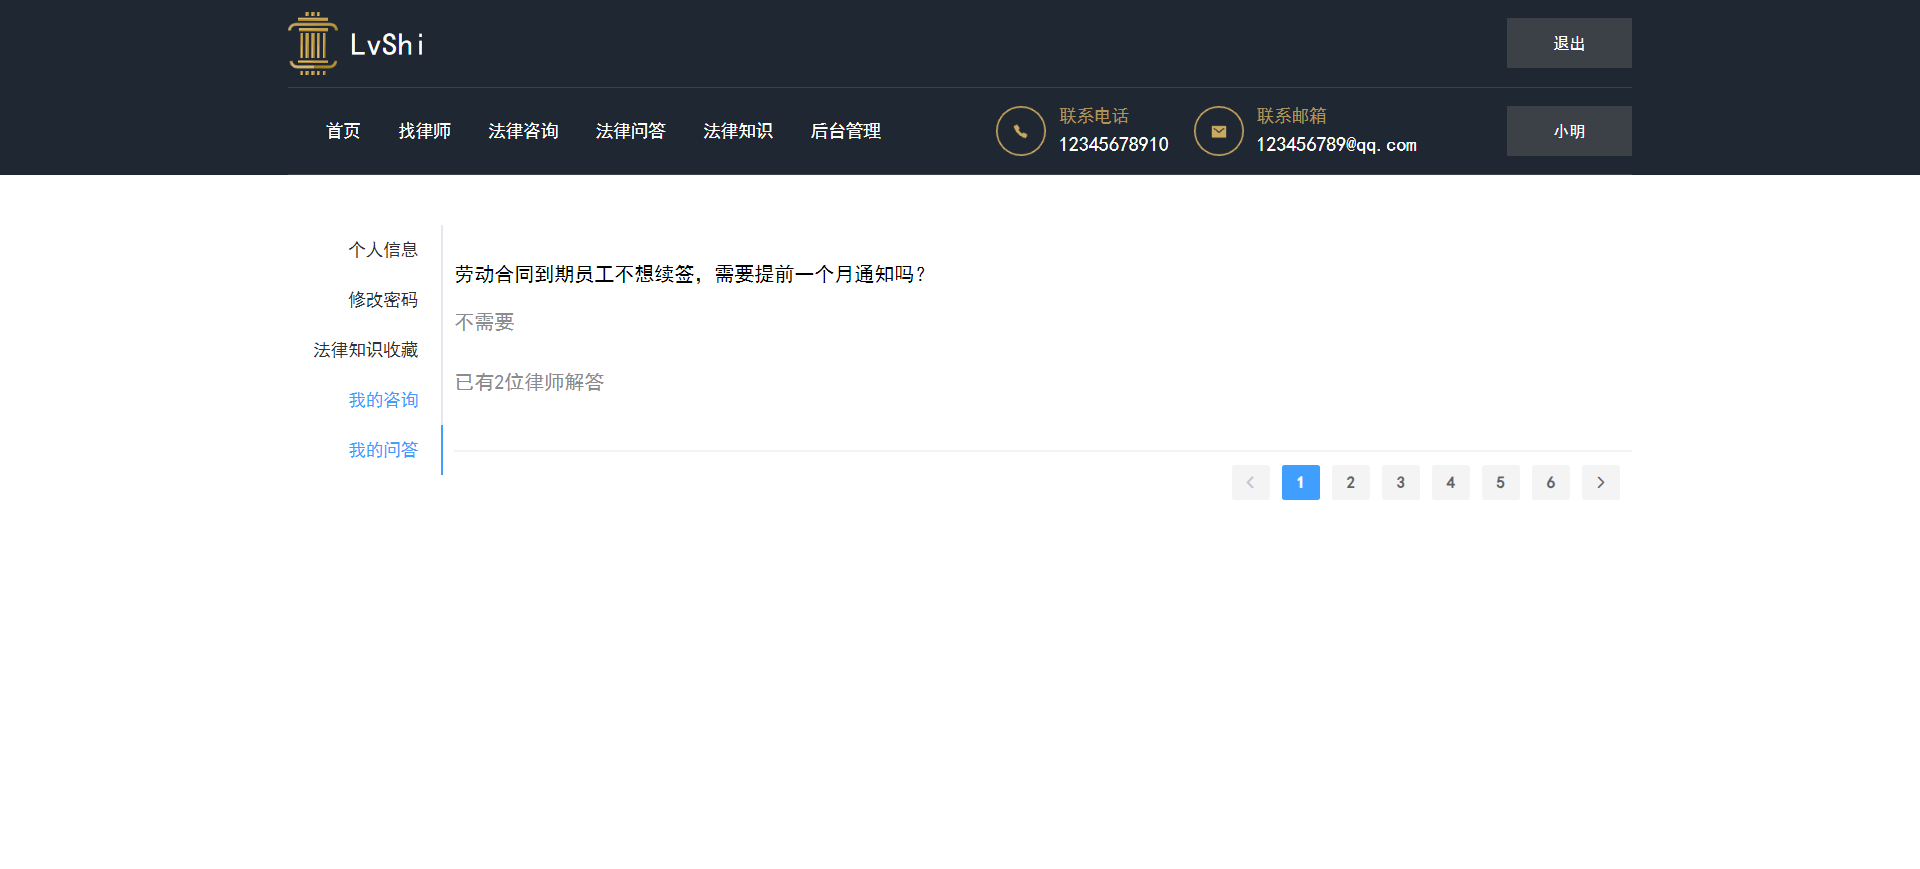 LvShi
退出
首页 找律师 法律咨询 法律问答 法律知识 后台管理
联系电话
12345678910
联系邮箱
123456789@qq.com
小明
个人信息
修改密码
法律知识收藏
我的咨询
我的问答
劳动合同到期员工不想续签，需要提前一个月通知吗？
不需要
已有2位律师解答
1 2 3 4 5 6